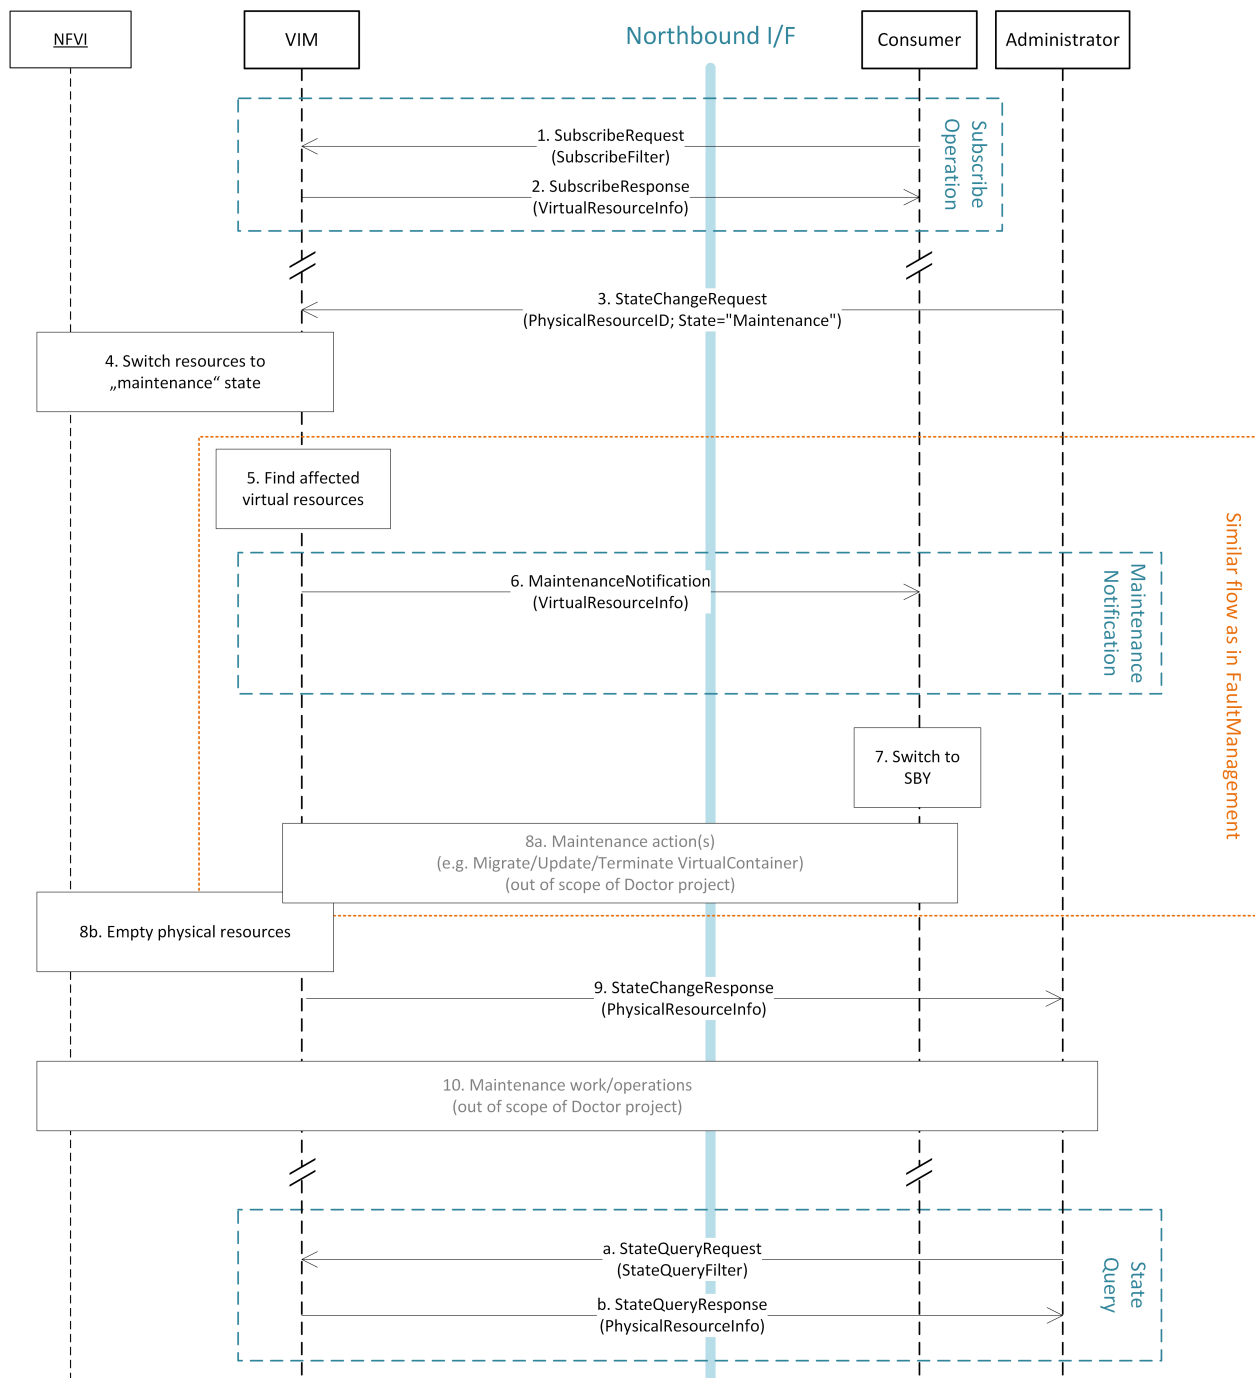 NFVI
VIM
Northbound I/F
Consumer
Administrator
Subscribe
Operation
1. SubscribeRequest
(SubscribeFilter)
2. SubscribeResponse
(VirtualResourceInfo)
3. StateChangeRequest
(PhysicalResourceID; State="Maintenance")
4. Switch resources to
„maintenance“ state
Similar flow as in FaultManagement
5. Find affected
virtual resources
Maintenance
Notification
6. MaintenanceNotification
(VirtualResourceInfo)
7. Switch to
SBY
8a. Maintenance action(s)
(e.g. Migrate/Update/Terminate VirtualContainer)
(out of scope of Doctor project)
8b. Empty physical resources
9. StateChangeResponse
(PhysicalResourceInfo)
10. Maintenance work/operations
(out of scope of Doctor project)
State
Query
a. StateQueryRequest
(StateQueryFilter)
b. StateQueryResponse
(PhysicalResourceInfo)